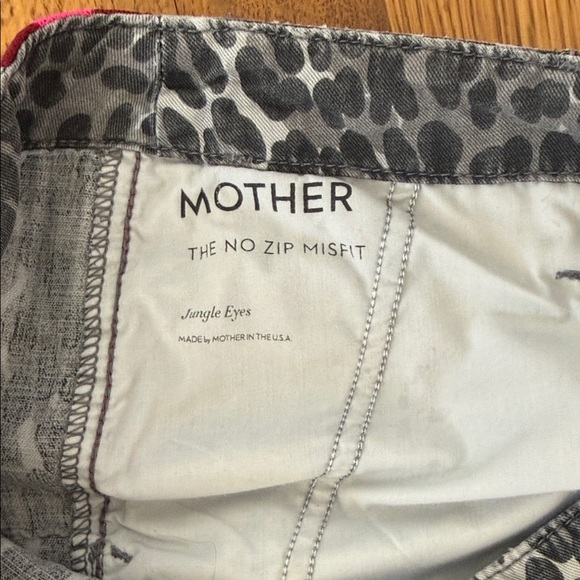 MOTHER
THE NO ZIP MISFIT
Jungle Eyes
MADE by MOTHER IN THE U.S.A.